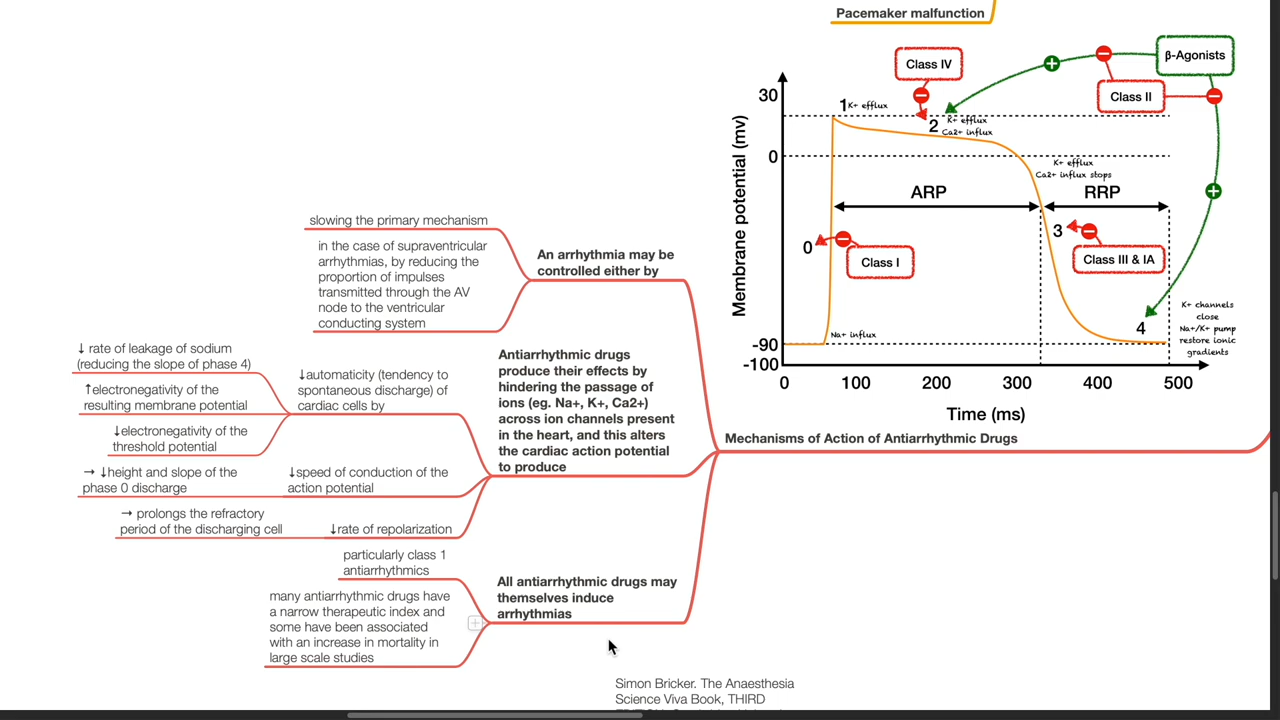 Pacemaker malfunction
β-Agonists
Class IV
Class II
30
0
-90
-100
Membrane potential (mv)
1
K+ efflux
2
K+ efflux
Ca2+ influx
K+ efflux
Ca2+ influx stops
ARP
RRP
0
Class I
3
Class III & IA
Na+ influx
4
K+ channels
close
Na+/K+ pump
restore ionic
gradients
0
100
200
300
400
500
Time (ms)
Mechanisms of Action of Antiarrhythmic Drugs
An arrhythmia may be
controlled either by
slowing the primary mechanism
in the case of supraventricular
arrhythmias, by reducing the
proportion of impulses
transmitted through the AV
node to the ventricular
conducting system
Antiarrhythmic drugs
produce their effects by
hindering the passage of
ions (eg. Na+, K+, Ca2+)
across ion channels present
in the heart, and this alters
the cardiac action potential
to produce
↓automaticity (tendency to
spontaneous discharge) of
cardiac cells by
↓ rate of leakage of sodium
(reducing the slope of phase 4)
↑electronegativity of the
resulting membrane potential
↓electronegativity of the
threshold potential
↓speed of conduction of the
action potential
→ ↓height and slope of the
phase 0 discharge
↓rate of repolarization
→ prolongs the refractory
period of the discharging cell
All antiarrhythmic drugs may
themselves induce
arrhythmias
particularly class 1
antiarrhythmics
many antiarrhythmic drugs have
a narrow therapeutic index and
some have been associated
with an increase in mortality in
large scale studies
Simon Bricker. The Anaesthesia
Science Viva Book, THIRD